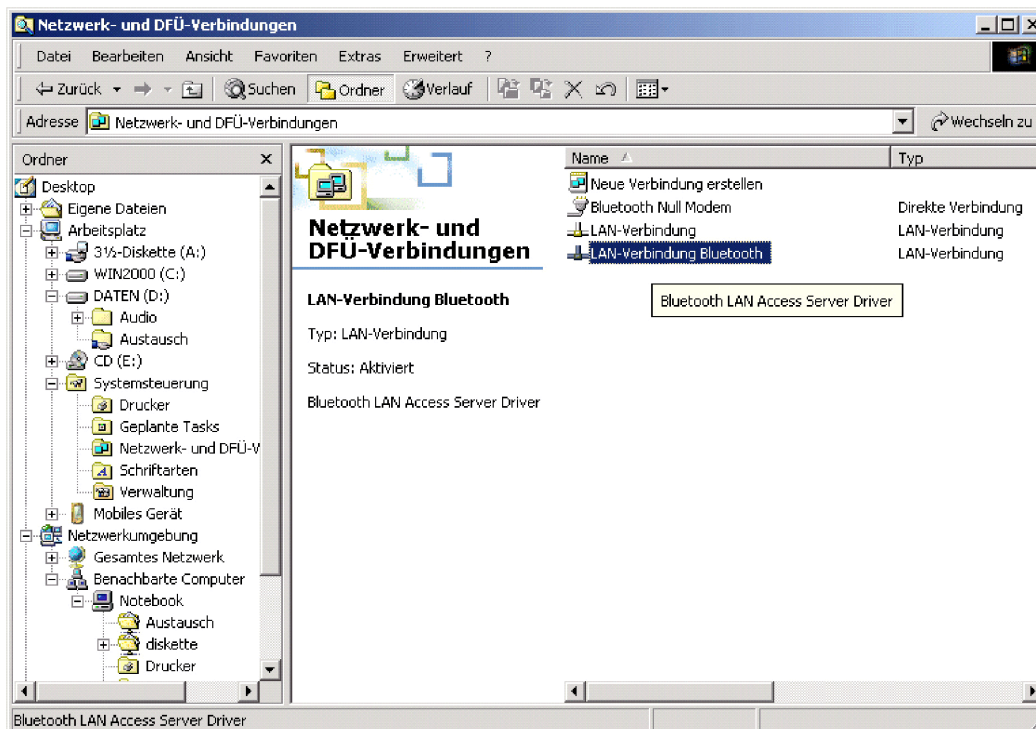 Netzwerk- und DFÜ-Verbindungen
Datei Bearbeiten Ansicht Favoriten Extras Erweitert ?
Zurück Suchen Ordner Verlauf
Adresse Netzwerk- und DFÜ-Verbindungen Wechseln zu
Ordner
Desktop
Eigene Dateien
Arbeitsplatz
3½-Diskette (A:)
WIN2000 (C:)
DATEN (D:)
Audio
Austausch
CD (E:)
Systemsteuerung
Drucker
Geplante Tasks
Netzwerk- und DFÜ-V
Schriftarten
Verwaltung
Mobiles Gerät
Netzwerkumgebung
Gesamtes Netzwerk
Benachbarte Computer
Notebook
Austausch
diskette
Drucker
Netzwerk- und
DFÜ-Verbindungen
LAN-Verbindung Bluetooth
Typ: LAN-Verbindung
Status: Aktiviert
Bluetooth LAN Access Server Driver
Name Typ
Neue Verbindung erstellen
Bluetooth Null Modem Direkte Verbindung
LAN-Verbindung LAN-Verbindung
LAN-Verbindung Bluetooth LAN-Verbindung
Bluetooth LAN Access Server Driver
Bluetooth LAN Access Server Driver